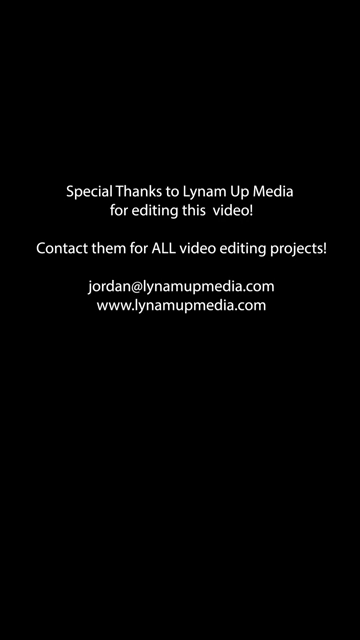 Special Thanks to Lynam Up Media
for editing this  video!
Contact them for ALL video editing projects!
jordan@lynamupmedia.com
www.lynamupmedia.com